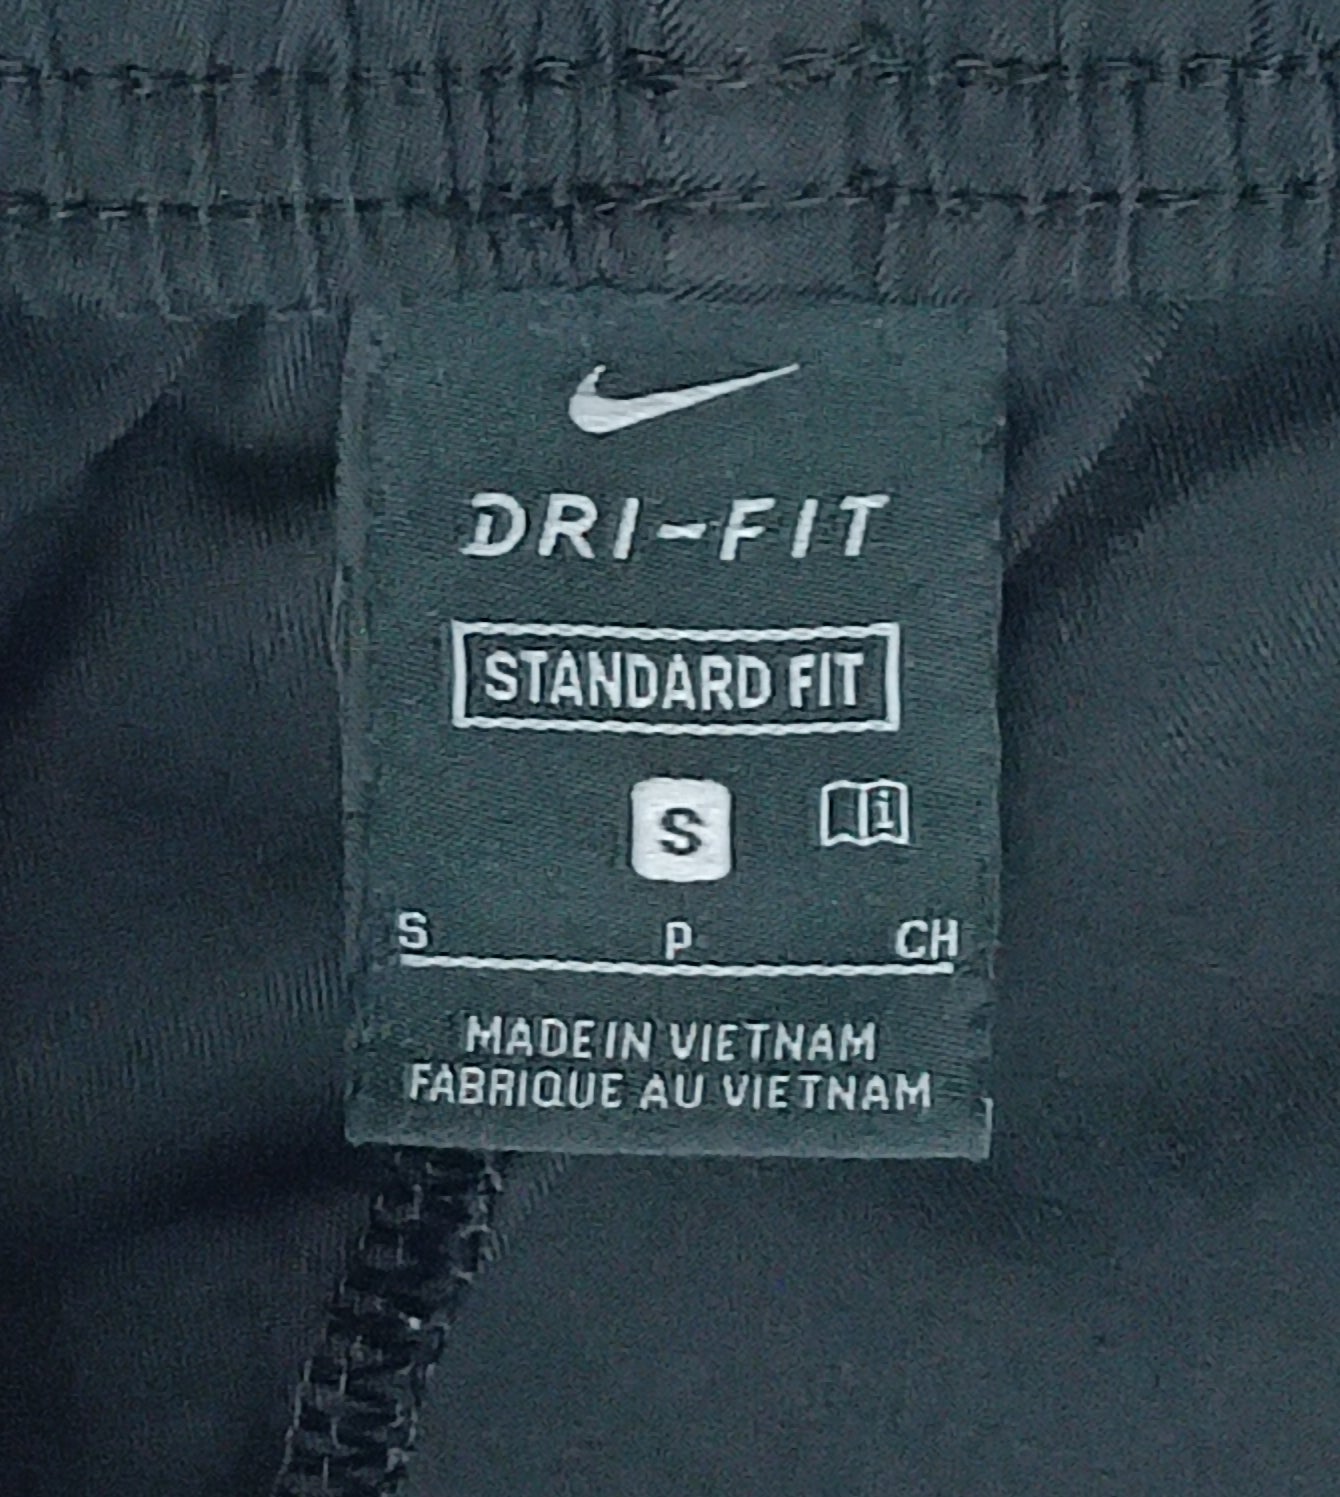 DRI-FIT
STANDARD FIT
S i
S P CH
MADE IN VIETNAM
FABRIQUE AU VIETNAM